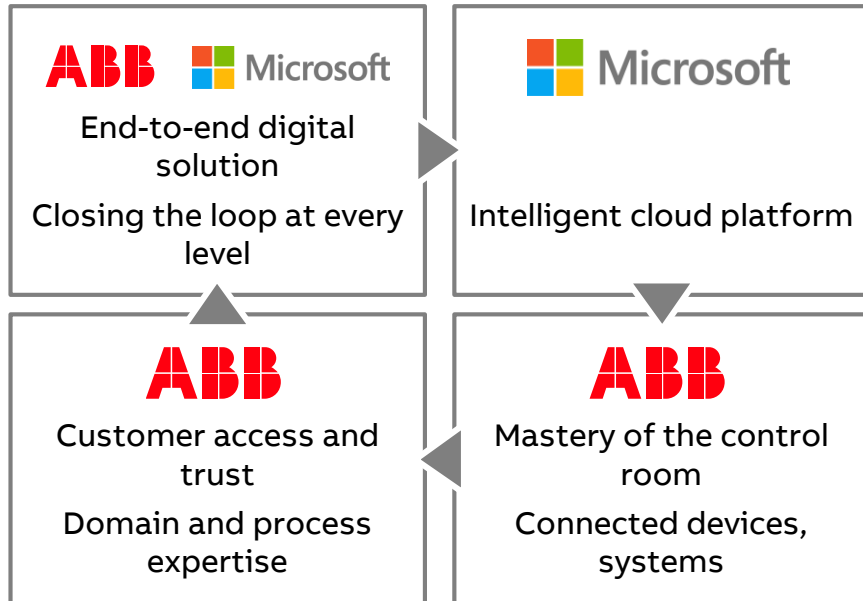 ABB Microsoft
End-to-end digital
solution
Closing the loop at every
level
Microsoft
Intelligent cloud platform
ABB
Customer access and
trust
Domain and process
expertise
ABB
Mastery of the control
room
Connected devices,
systems